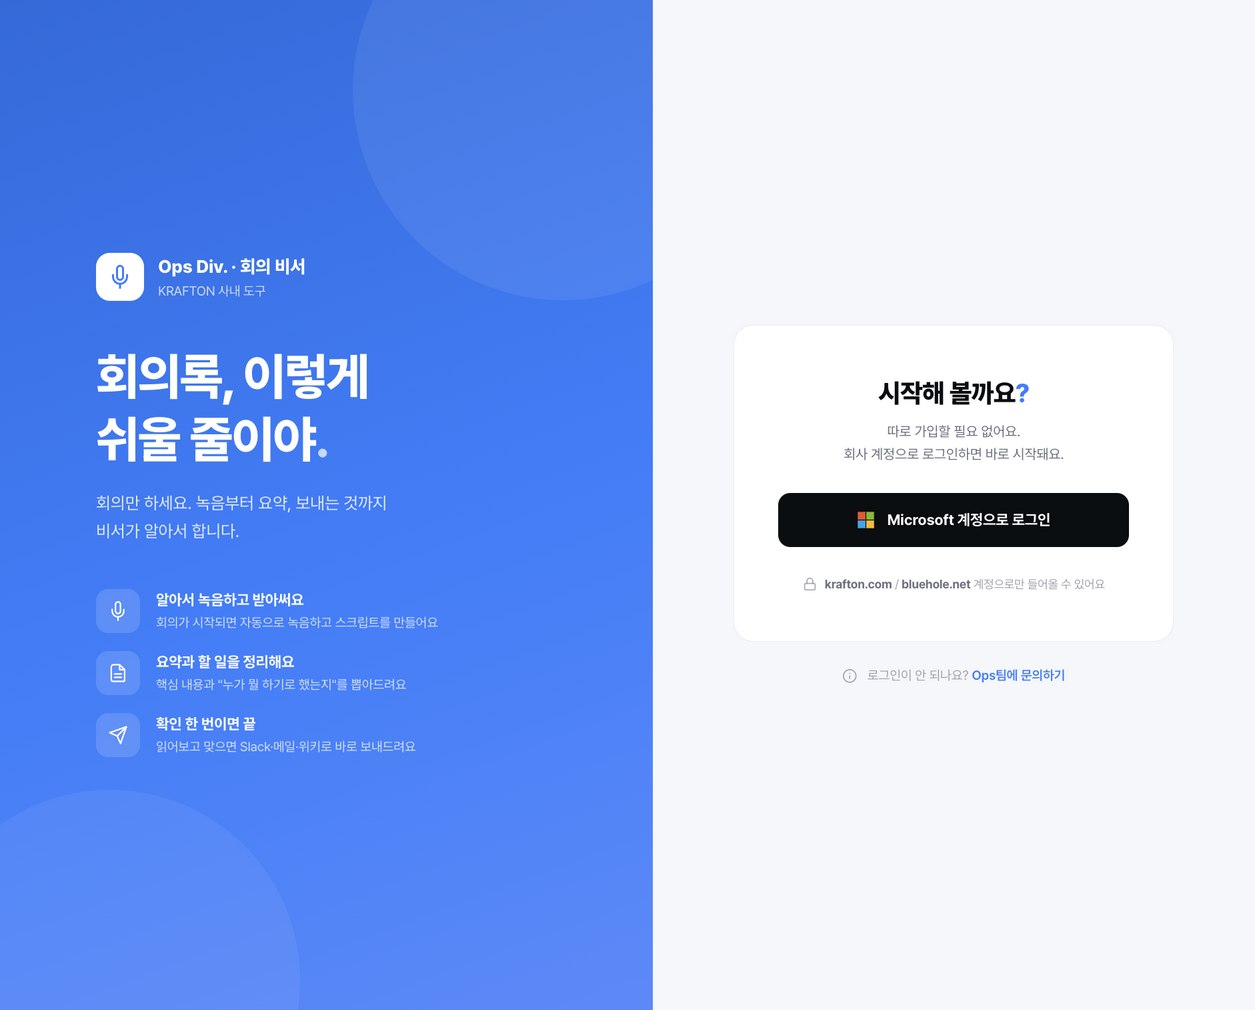 Ops Div. · 회의 비서
KRAFTON 사내 도구
회의록, 이렇게
쉬울 줄이야.
회의만 하세요. 녹음부터 요약, 보내는 것까지
비서가 알아서 합니다.
알아서 녹음하고 받아써요
회의가 시작되면 자동으로 녹음하고 스크립트를 만들어요
요약과 할 일을 정리해요
핵심 내용과 "누가 뭘 하기로 했는지"를 뽑아드려요
확인 한 번이면 끝
읽어보고 맞으면 Slack·메일·위키로 바로 보내드려요
시작해 볼까요?
따로 가입할 필요 없어요.
회사 계정으로 로그인하면 바로 시작돼요.
Microsoft 계정으로 로그인
krafton.com / bluehole.net 계정으로만 들어올 수 있어요
로그인이 안 되나요? Ops팀에 문의하기